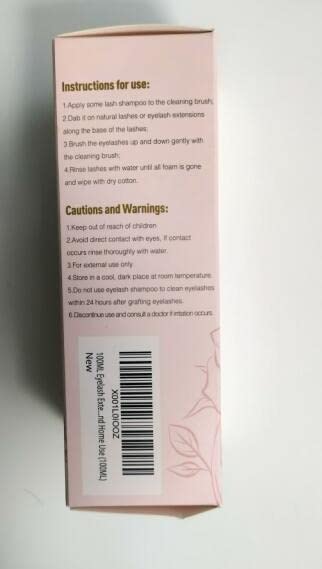 Instructions for use:
1.Apply some lash shampoo to the cleaning brush;
2.Dab it on natural lashes or eyelash extensions
along the base of the lashes;
3.Brush the eyelashes up and down gently with
the cleaning brush;
4.Rinse lashes with water until all foam is gone
and wipe with dry cotton.
Cautions and Warnings:
1.Keep out of reach of children
2.Avoid direct contact with eyes, If contact
occurs rinse thoroughly with water.
3.For external use only.
4.Store in a cool, dark place at room temperature.
5.Do not use eyelash shampoo to clean eyelashes
within 24 hours after grafting eyelashes.
6.Discontinue use and consult a doctor if irritation occurs.
X001L0IOOZ
100ML Eyelash Exte...nd Home Use (100ML)
New